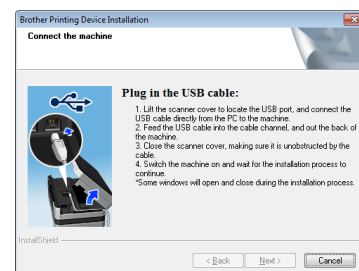 Brother Printing Device Installation
Connect the machine
Plug in the USB cable:
1. Lift the scanner cover to locate the USB port, and connect the
USB cable directly from the PC to the machine.
2. Feed the USB cable into the cable channel, and out the back of
the machine.
3. Close the scanner cover, making sure it is unobstructed by the
cable.
4. Switch the machine on and wait for the installation process to
continue.
*Some windows will open and close during the installation process.
InstallShield
< Back
Next >
Cancel